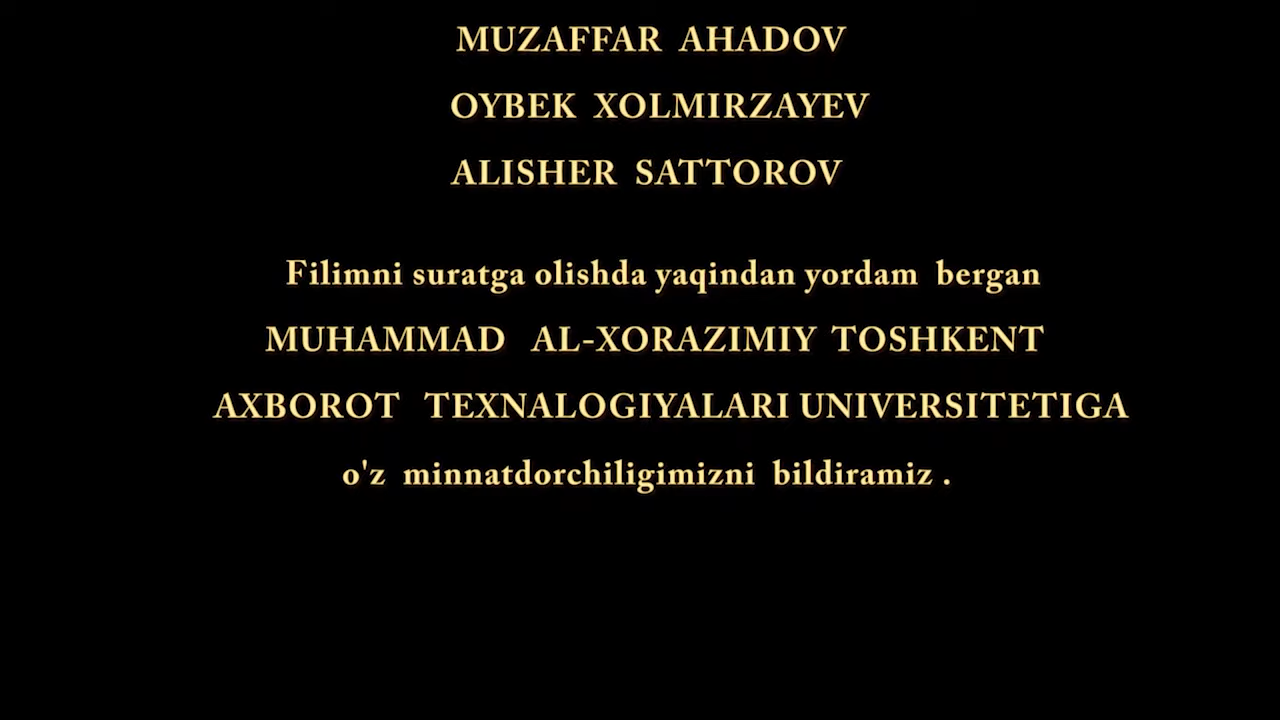 MUZAFFAR AHADOV
OYBEK XOLMIRZAYEV
ALISHER SATTOROV
Filimni suratga olishda yaqindan yordam bergan
MUHAMMAD AL-XORAZIMIY TOSHKENT
AXBOROT TEXNALOGIYALARI UNIVERSITETIGA
o'z minnatdorchiligimizni bildiramiz .